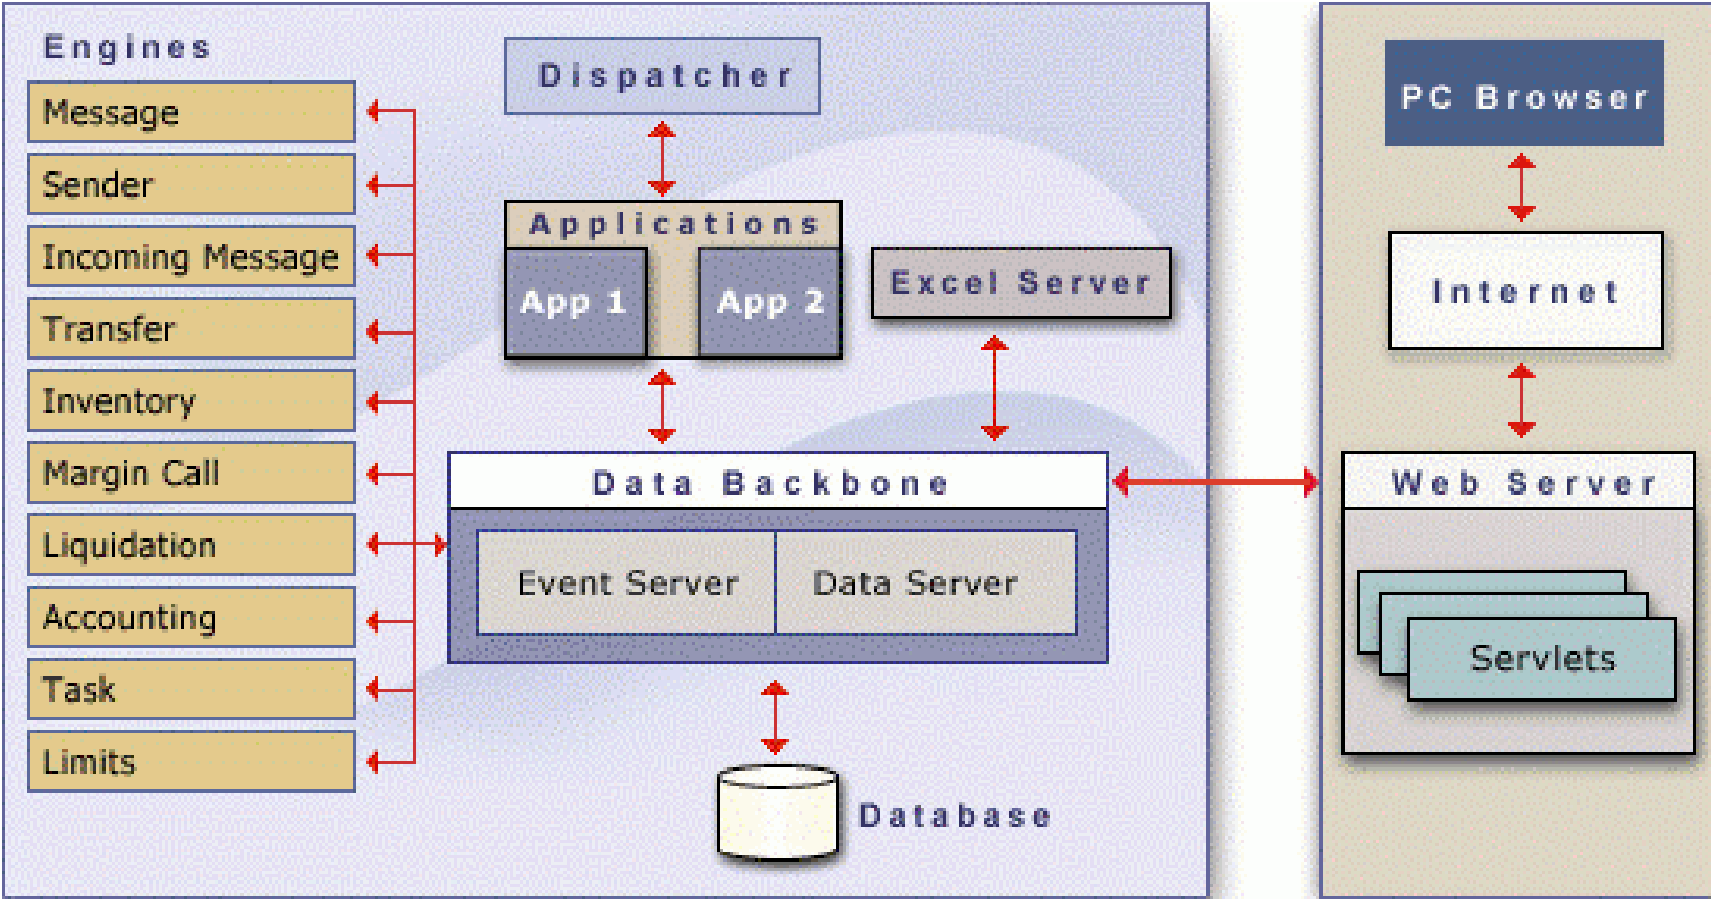 Engines
Message
Sender
Incoming Message
Transfer
Inventory
Margin Call
Liquidation
Accounting
Task
Limits
Dispatcher
Applications
App 1
App 2
Excel Server
Data Backbone
Event Server
Data Server
Database
PC Browser
Internet
Web Server
Servlets